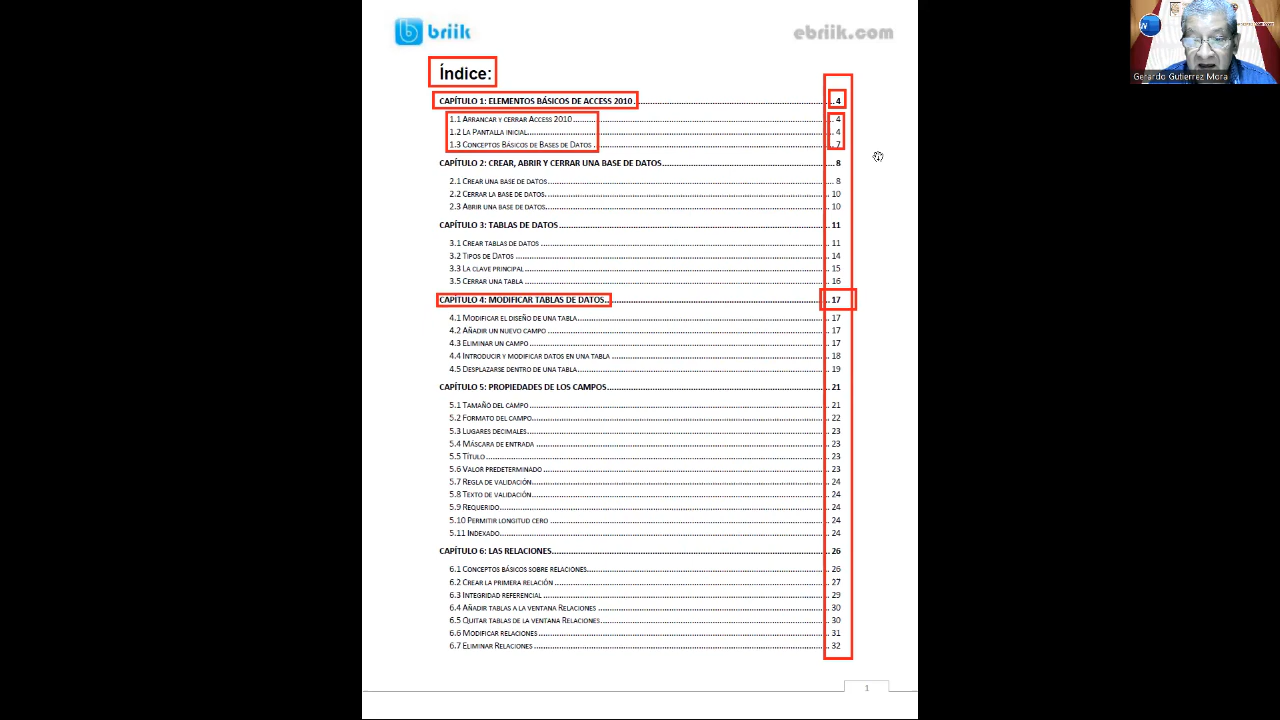 briik
ebriik.com
Gerardo Gutierrez Mora
Índice:
CAPÍTULO 1: ELEMENTOS BÁSICOS DE ACCESS 2010 4
1.1 ARRANCAR Y CERRAR ACCESS 2010 4
1.2 LA PANTALLA INICIAL 4
1.3 CONCEPTOS BÁSICOS DE BASES DE DATOS 7
CAPÍTULO 2: CREAR, ABRIR Y CERRAR UNA BASE DE DATOS 8
2.1 CREAR UNA BASE DE DATOS 8
2.2 CERRAR LA BASE DE DATOS 10
2.3 ABRIR UNA BASE DE DATOS 10
CAPÍTULO 3: TABLAS DE DATOS 11
3.1 CREAR TABLAS DE DATOS 11
3.2 TIPOS DE DATOS 14
3.3 LA CLAVE PRINCIPAL 15
3.5 CERRAR UNA TABLA 16
CAPÍTULO 4: MODIFICAR TABLAS DE DATOS 17
4.1 MODIFICAR EL DISEÑO DE UNA TABLA 17
4.2 AÑADIR UN NUEVO CAMPO 17
4.3 ELIMINAR UN CAMPO 17
4.4 INTRODUCIR Y MODIFICAR DATOS EN UNA TABLA 18
4.5 DESPLAZARSE DENTRO DE UNA TABLA 19
CAPÍTULO 5: PROPIEDADES DE LOS CAMPOS 21
5.1 TAMAÑO DEL CAMPO 21
5.2 FORMATO DEL CAMPO 22
5.3 LUGARES DECIMALES 23
5.4 MÁSCARA DE ENTRADA 23
5.5 TÍTULO 23
5.6 VALOR PREDETERMINADO 23
5.7 REGLA DE VALIDACIÓN 24
5.8 TEXTO DE VALIDACIÓN 24
5.9 REQUERIDO 24
5.10 PERMITIR LONGITUD CERO 24
5.11 INDEXADO 24
CAPÍTULO 6: LAS RELACIONES 26
6.1 CONCEPTOS BÁSICOS SOBRE RELACIONES 26
6.2 CREAR LA PRIMERA RELACIÓN 27
6.3 INTEGRIDAD REFERENCIAL 29
6.4 AÑADIR TABLAS A LA VENTANA RELACIONES 30
6.5 QUITAR TABLAS DE LA VENTANA RELACIONES 30
6.6 MODIFICAR RELACIONES 31
6.7 ELIMINAR RELACIONES 32
1